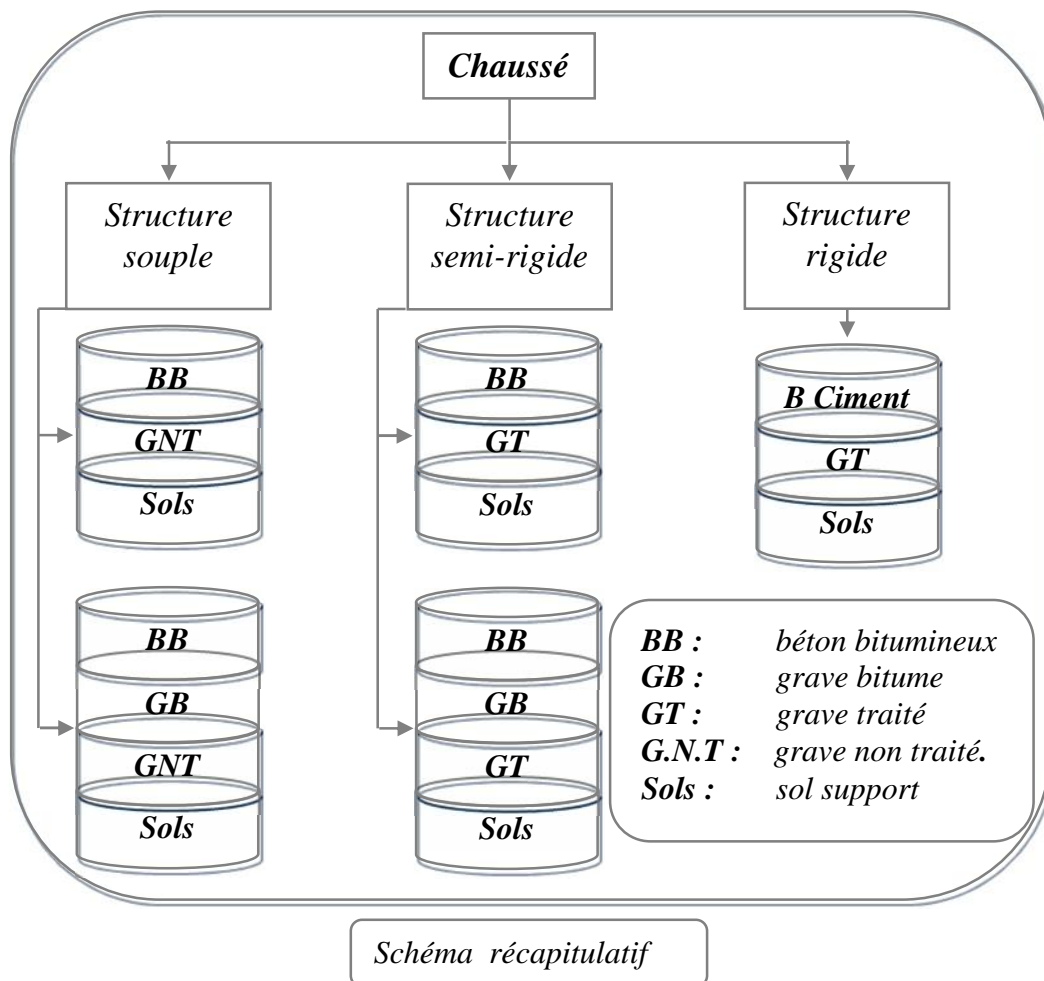 Chaussé
Structure
souple
Structure
semi-rigide
Structure
rigide
BB
GNT
Sols
BB
GT
Sols
B Ciment
GT
Sols
BB
GB
GNT
Sols
BB
GB
GT
Sols
BB : béton bitumineux
GB : grave bitume
GT : grave traité
G.N.T : grave non traité.
Sols : sol support
Schéma récapitulatif